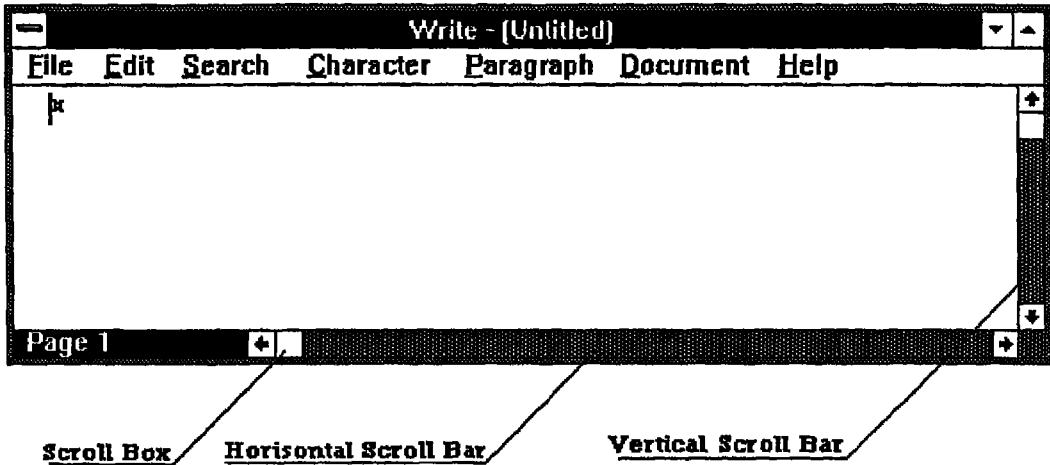 Write - (Untitled)
File Edit Search Character Paragraph Document Help
Page 1
Scroll Box Horisontal Scroll Bar Vertical Scroll Bar